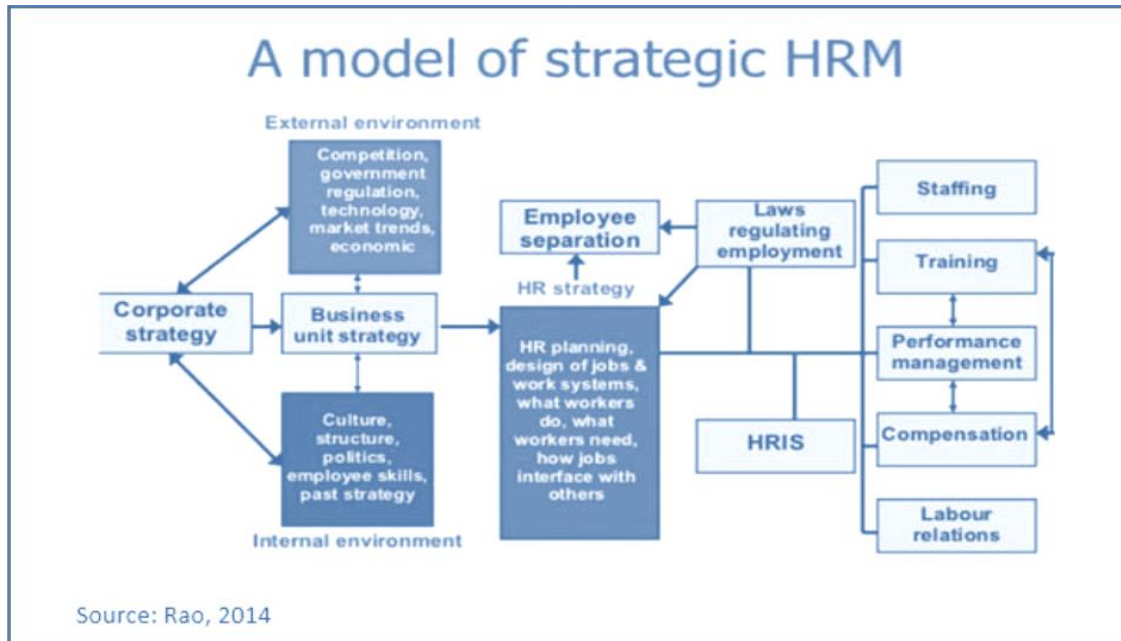 A model of strategic HRM
External environment
Competition,
government
regulation,
technology,
market trends,
economic
Corporate
strategy
Business
unit strategy
Culture,
structure,
politics,
employee skills,
past strategy
Internal environment
Employee
separation
HR strategy
HR planning,
design of jobs &
work systems,
what workers
do, what
workers need,
how jobs
interface with
others
Laws
regulating
employment
HRIS
Staffing
Training
Performance
management
Compensation
Labour
relations
Source: Rao, 2014